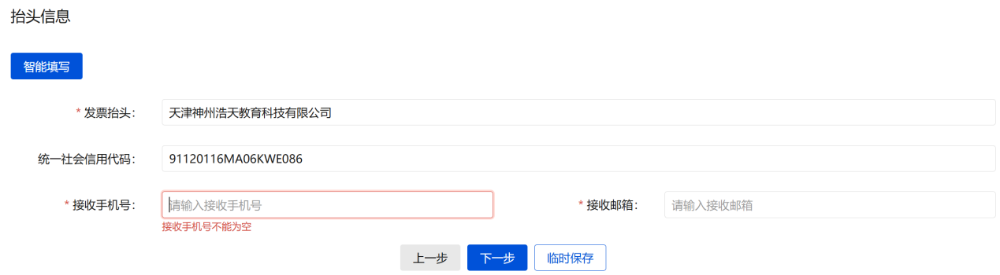 抬头信息
智能填写
* 发票抬头： 天津神州浩天教育科技有限公司
统一社会信用代码： 91120116MA06KWE086
* 接收手机号： 请输入接收手机号 * 接收邮箱： 请输入接收邮箱
接收手机号不能为空
上一步 下一步 临时保存